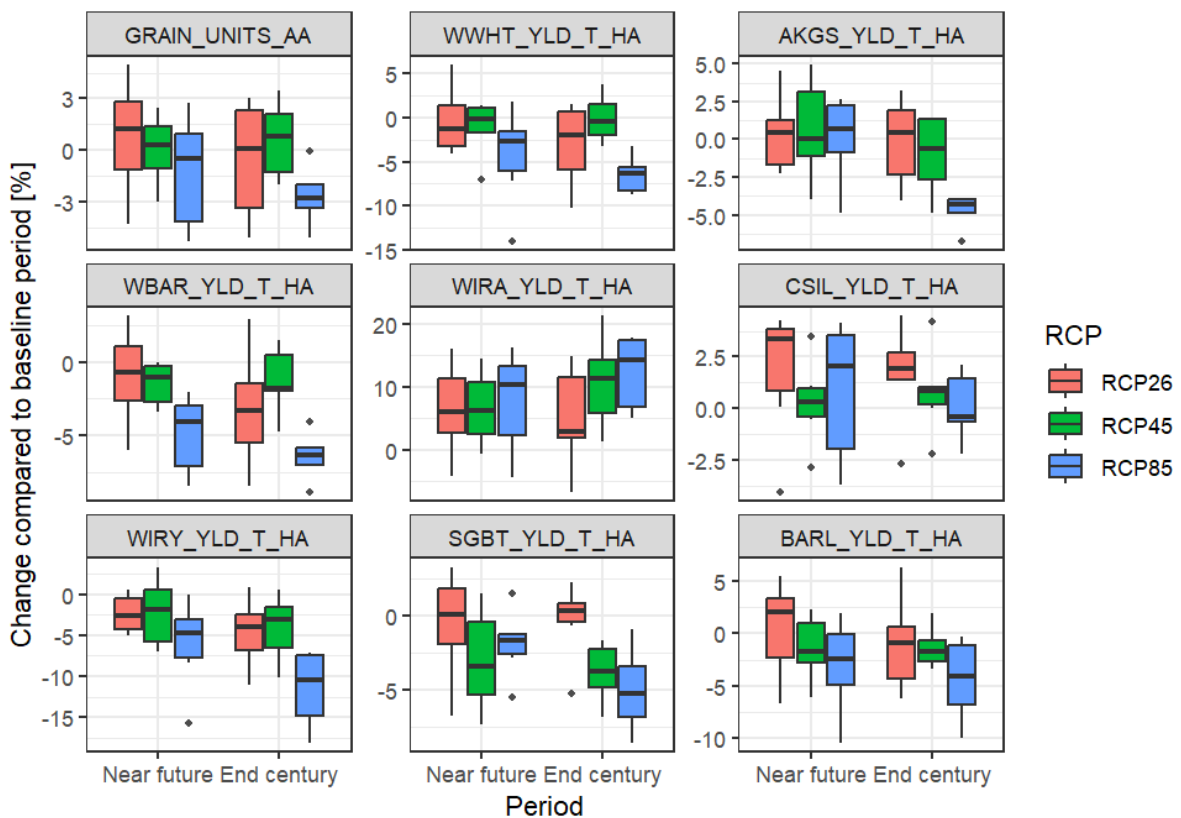 GRAIN_UNITS_AA
WWHT_YLD_T_HA
AKGS_YLD_T_HA
3
0
-3
5
0
-5
-10
-15
5.0
2.5
0.0
-2.5
-5.0
WBAR_YLD_T_HA
WIRA_YLD_T_HA
CSIL_YLD_T_HA
0
-5
20
10
0
2.5
0.0
-2.5
WIRY_YLD_T_HA
SGBT_YLD_T_HA
BARL_YLD_T_HA
0
-5
-10
-15
0
-5
5
0
-5
-10
Near future End century
Near future End century
Near future End century
Period
Change compared to baseline period [%]
RCP
RCP26
RCP45
RCP85